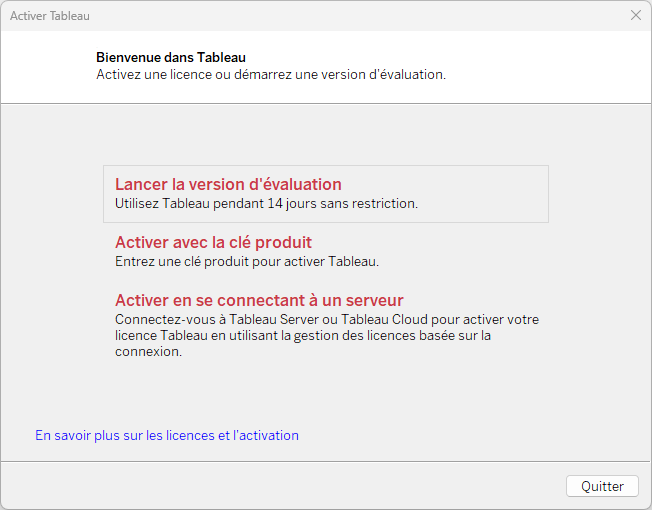 Activer Tableau
Bienvenue dans Tableau
Activez une licence ou démarrez une version d'évaluation.
Lancer la version d'évaluation
Utilisez Tableau pendant 14 jours sans restriction.
Activer avec la clé produit
Entrez une clé produit pour activer Tableau.
Activer en se connectant à un serveur
Connectez-vous à Tableau Server ou Tableau Cloud pour activer votre
licence Tableau en utilisant la gestion des licences basée sur la
connexion.
En savoir plus sur les licences et l'activation
Quitter